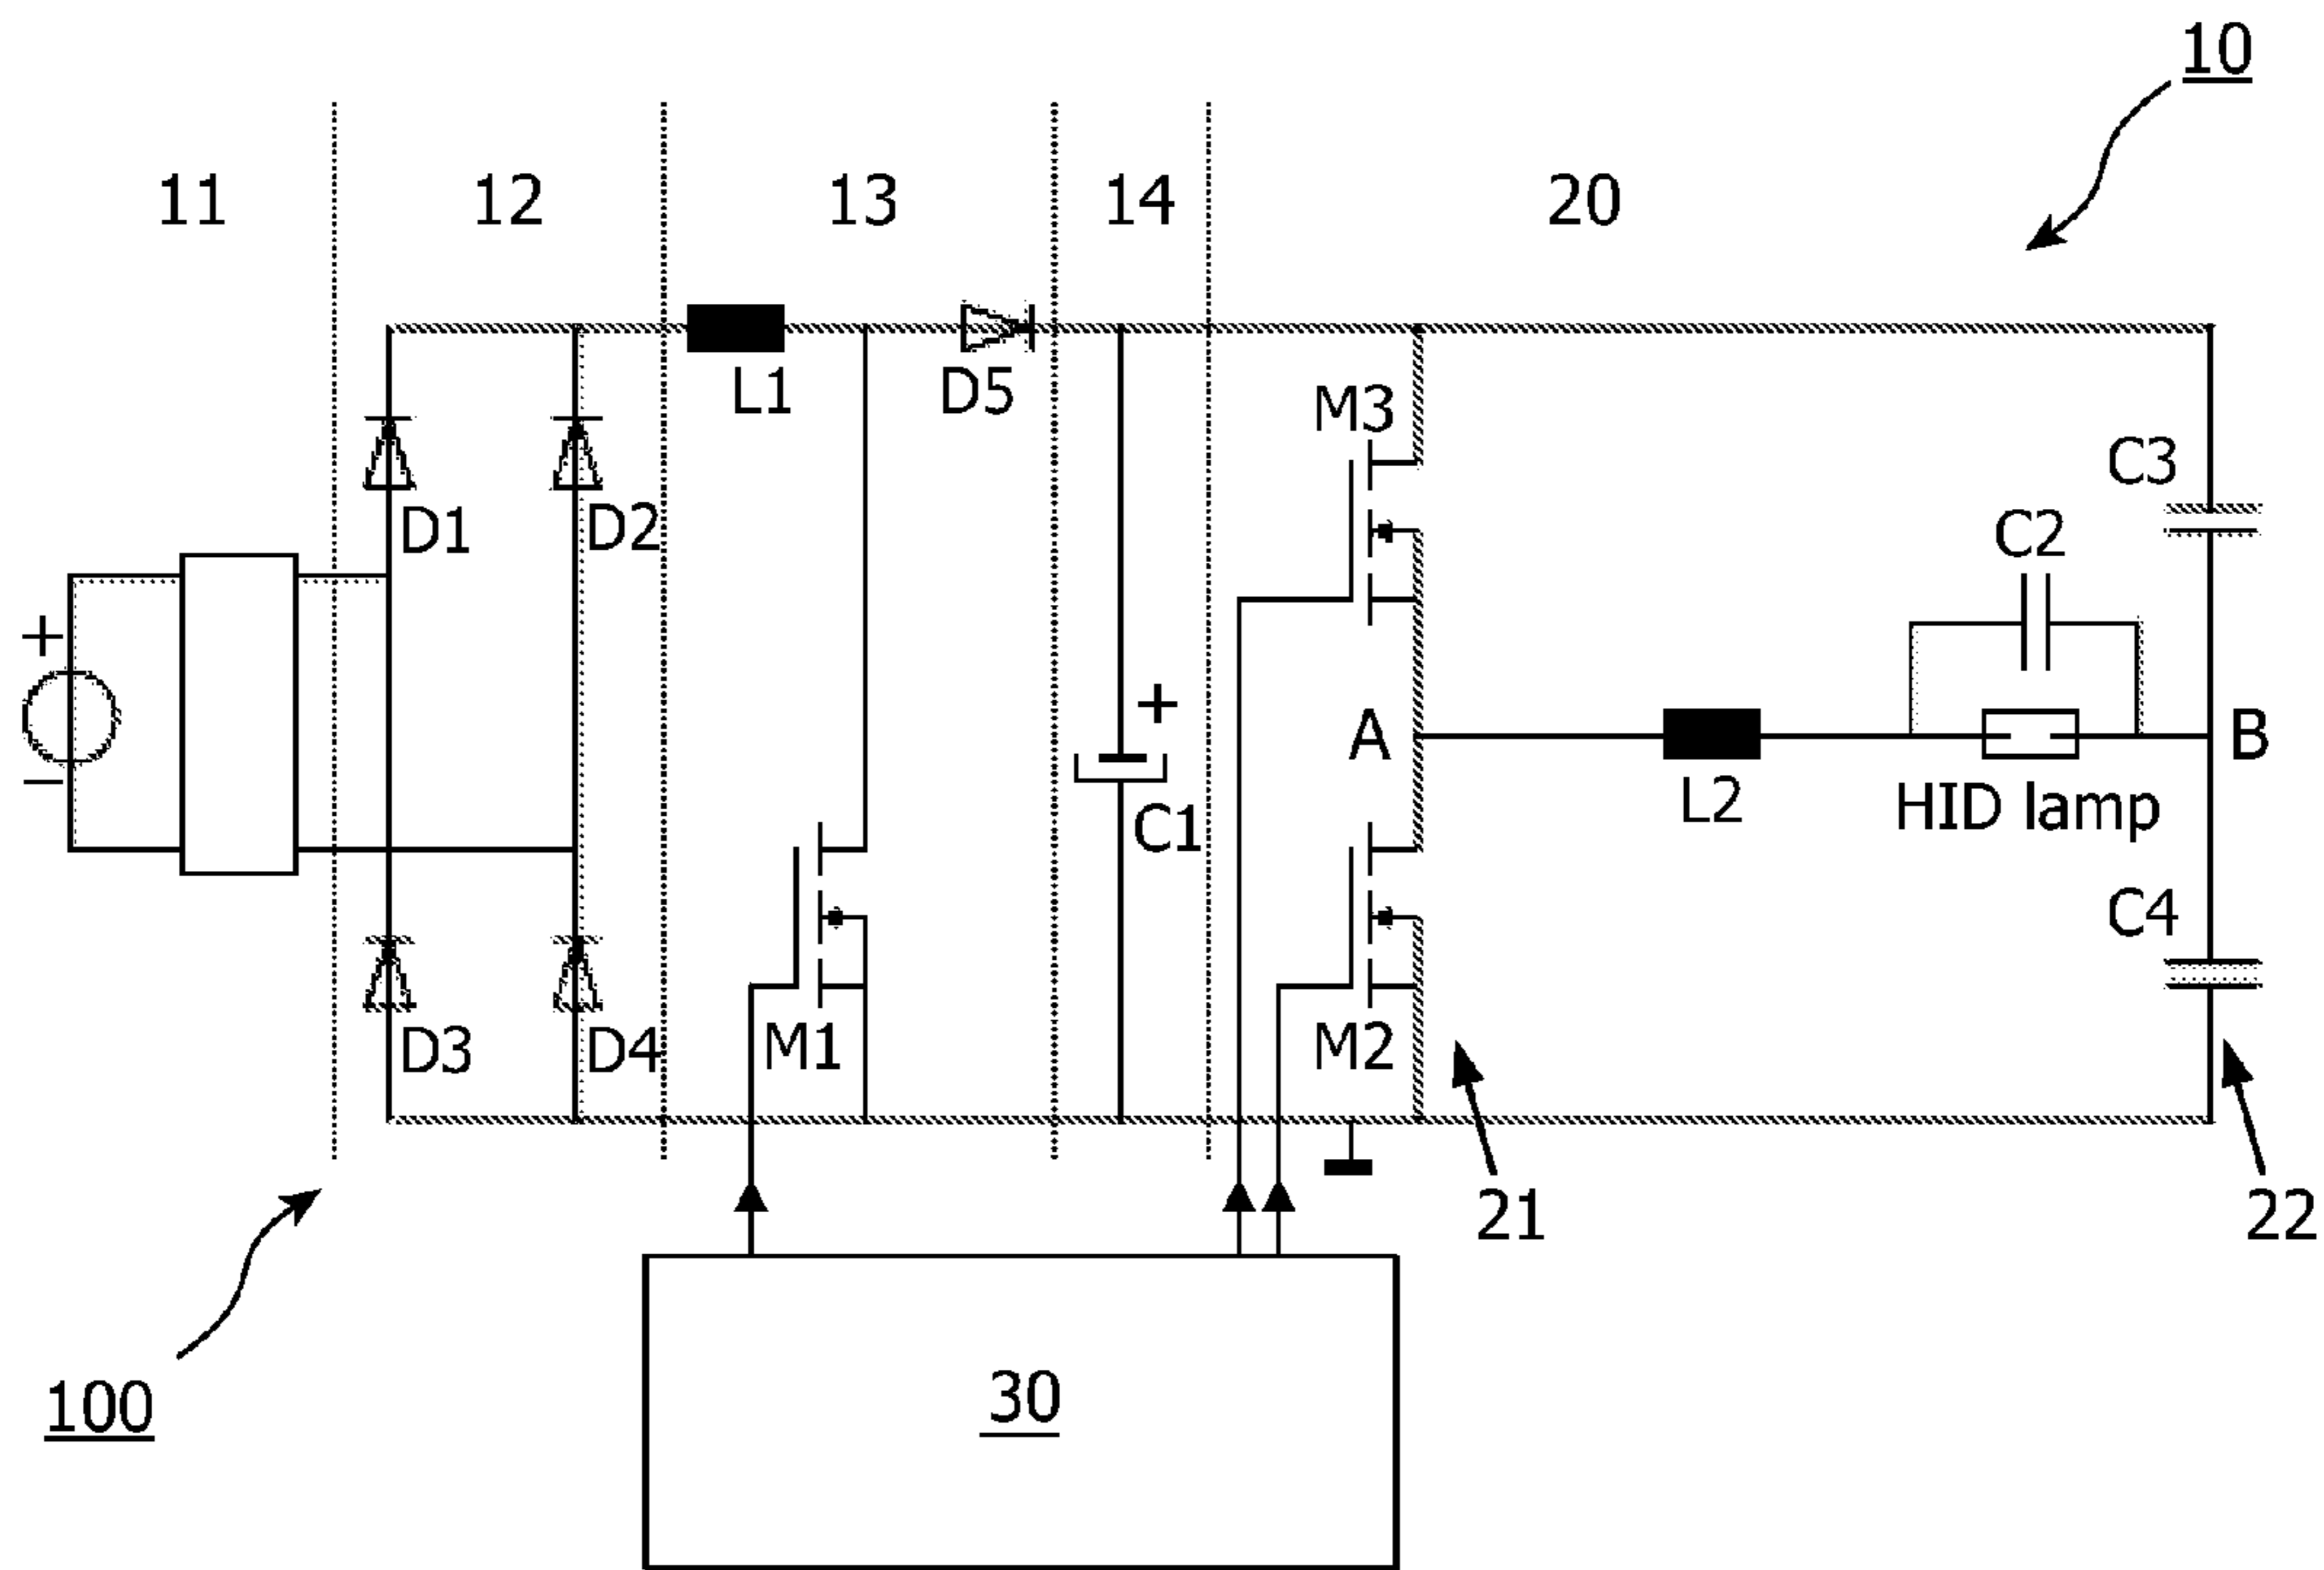 10
11 12 13 14 20
L1 D5
M3
C3
D1 D2
C2
+
+
A B
−
L2 HID lamp
C1
C4
D3 D4 M1 M2
21 22
100
30